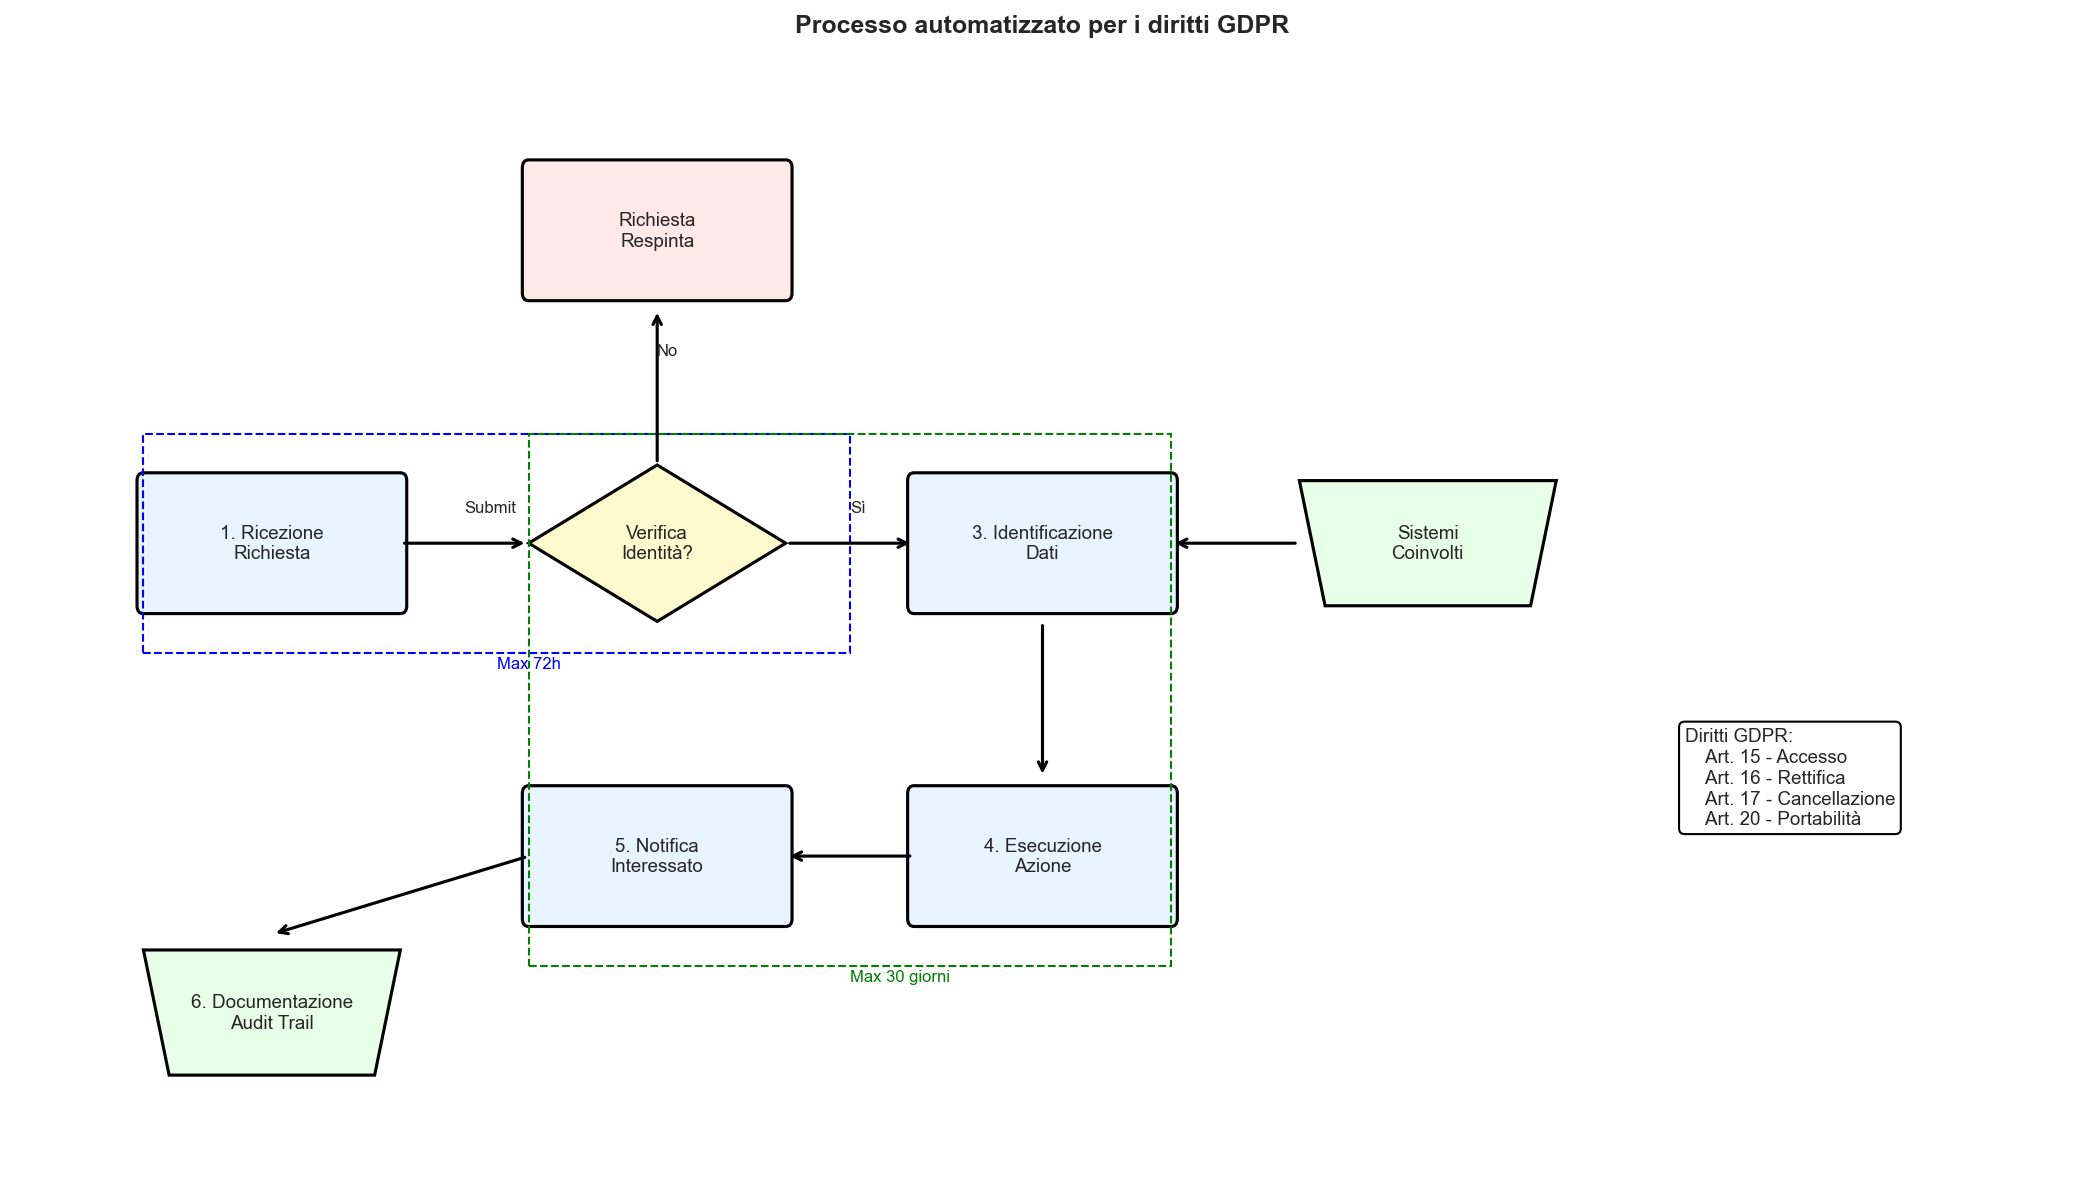 Processo automatizzato per i diritti GDPR
Richiesta
Respinta
No
Submit
Sì
1. Ricezione
Richiesta
Verifica
Identità?
3. Identificazione
Dati
Sistemi
Coinvolti
Max 72h
Diritti GDPR:
Art. 15 - Accesso
Art. 16 - Rettifica
Art. 17 - Cancellazione
Art. 20 - Portabilità
5. Notifica
Interessato
4. Esecuzione
Azione
Max 30 giorni
6. Documentazione
Audit Trail